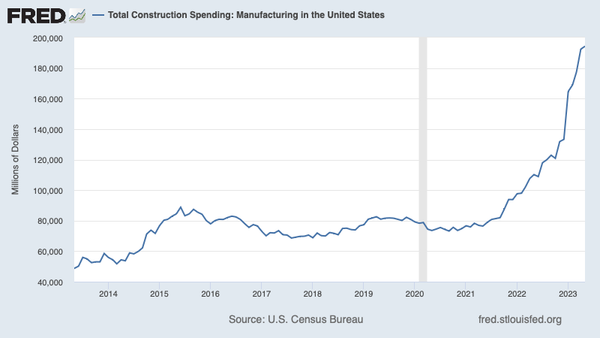 FRED
Total Construction Spending: Manufacturing in the United States
200,000
180,000
160,000
140,000
120,000
100,000
80,000
60,000
40,000
Millions of Dollars
2014 2015 2016 2017 2018 2019 2020 2021 2022 2023
Source: U.S. Census Bureau
fred.stlouisfed.org